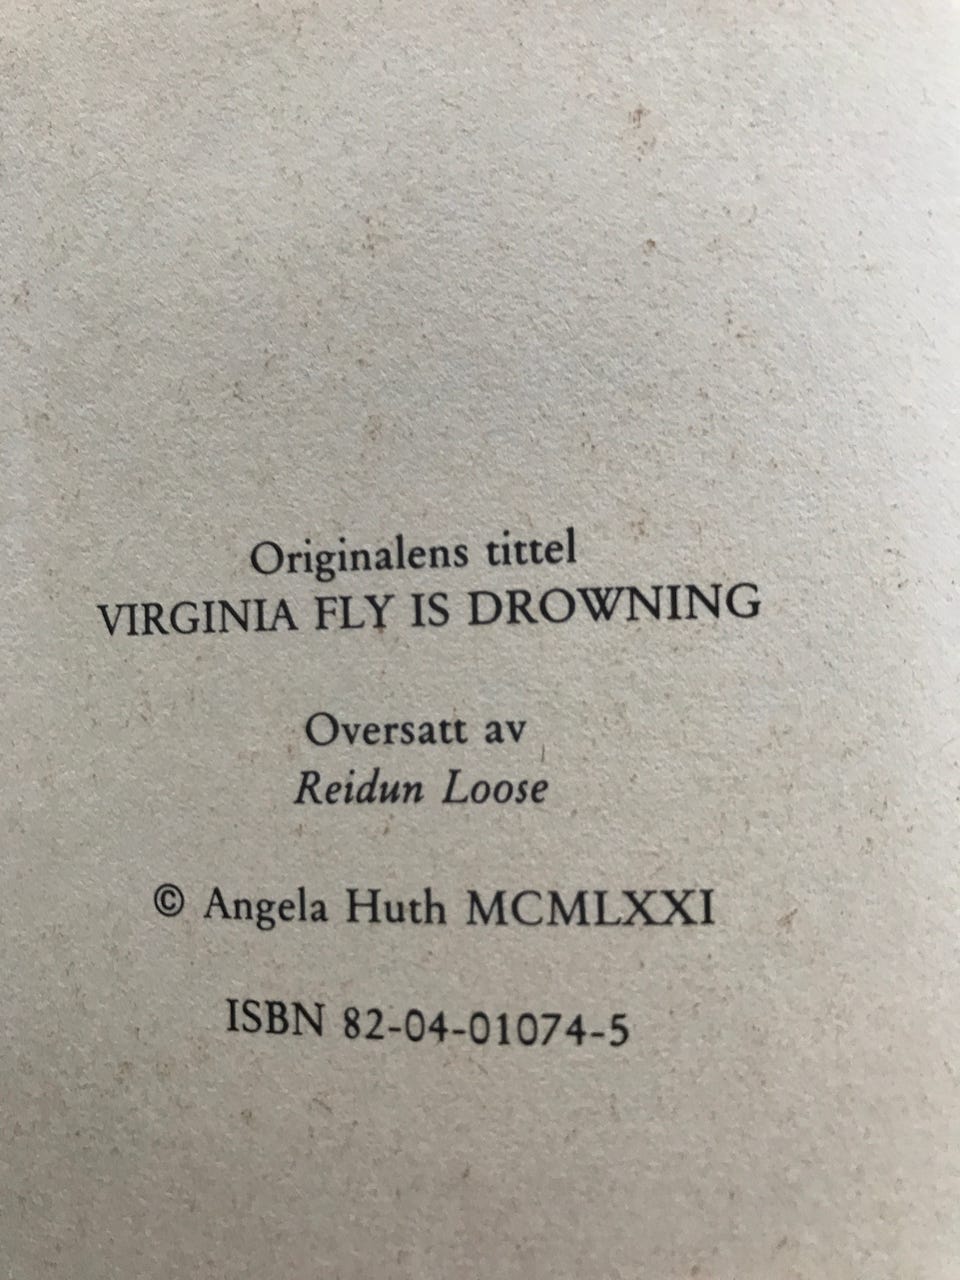 Originalens tittel
VIRGINIA FLY IS DROWNING
Oversatt av
Reidun Loose
© Angela Huth MCMLXXI
ISBN 82-04-01074-5